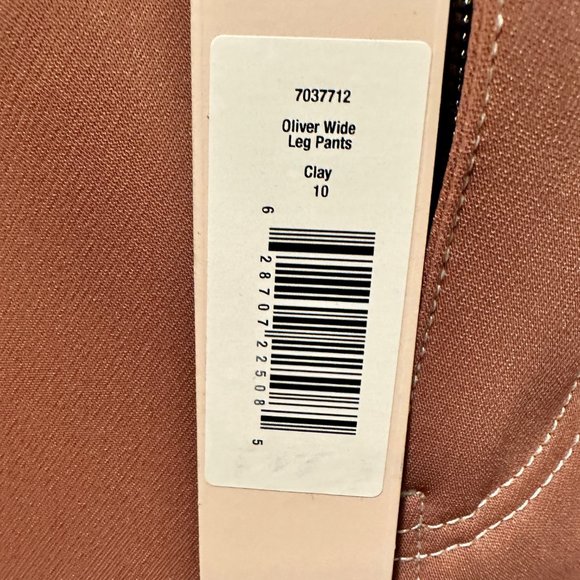 7037712
Oliver Wide
Leg Pants
Clay
10
6 28707 22508 5